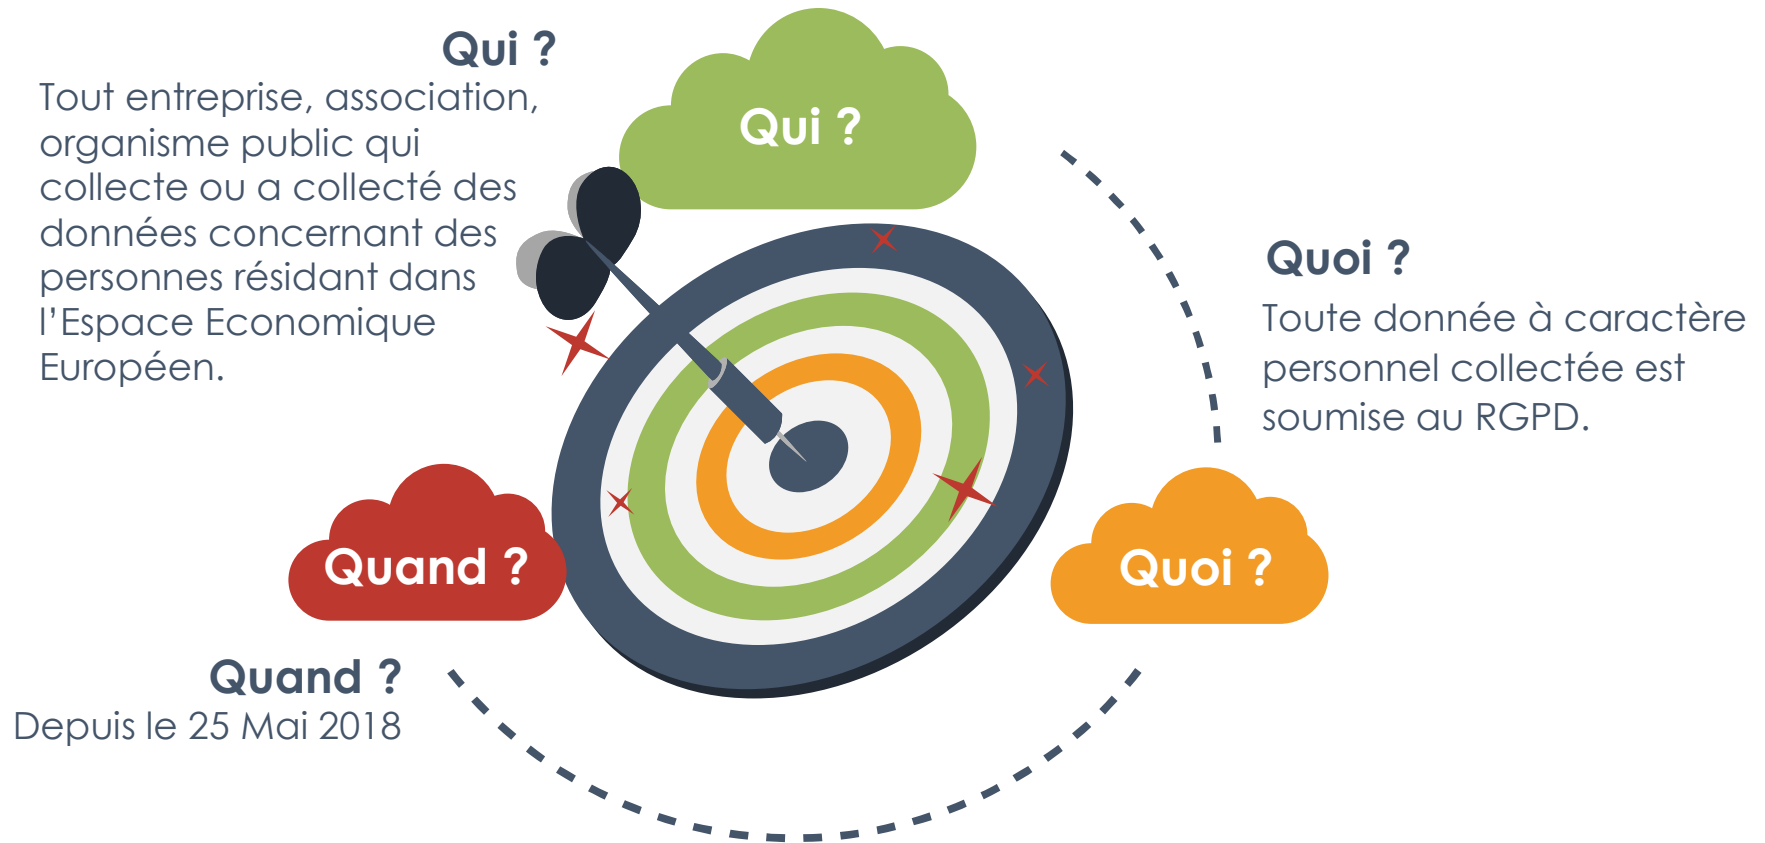 Qui ?
Tout entreprise, association,
organisme public qui
collecte ou a collecté des
données concernant des
personnes résidant dans
l’Espace Economique
Européen.
Qui ?
Quoi ?
Toute donnée à caractère
personnel collectée est
soumise au RGPD.
Quoi ?
Quand ?
Quand ?
Depuis le 25 Mai 2018